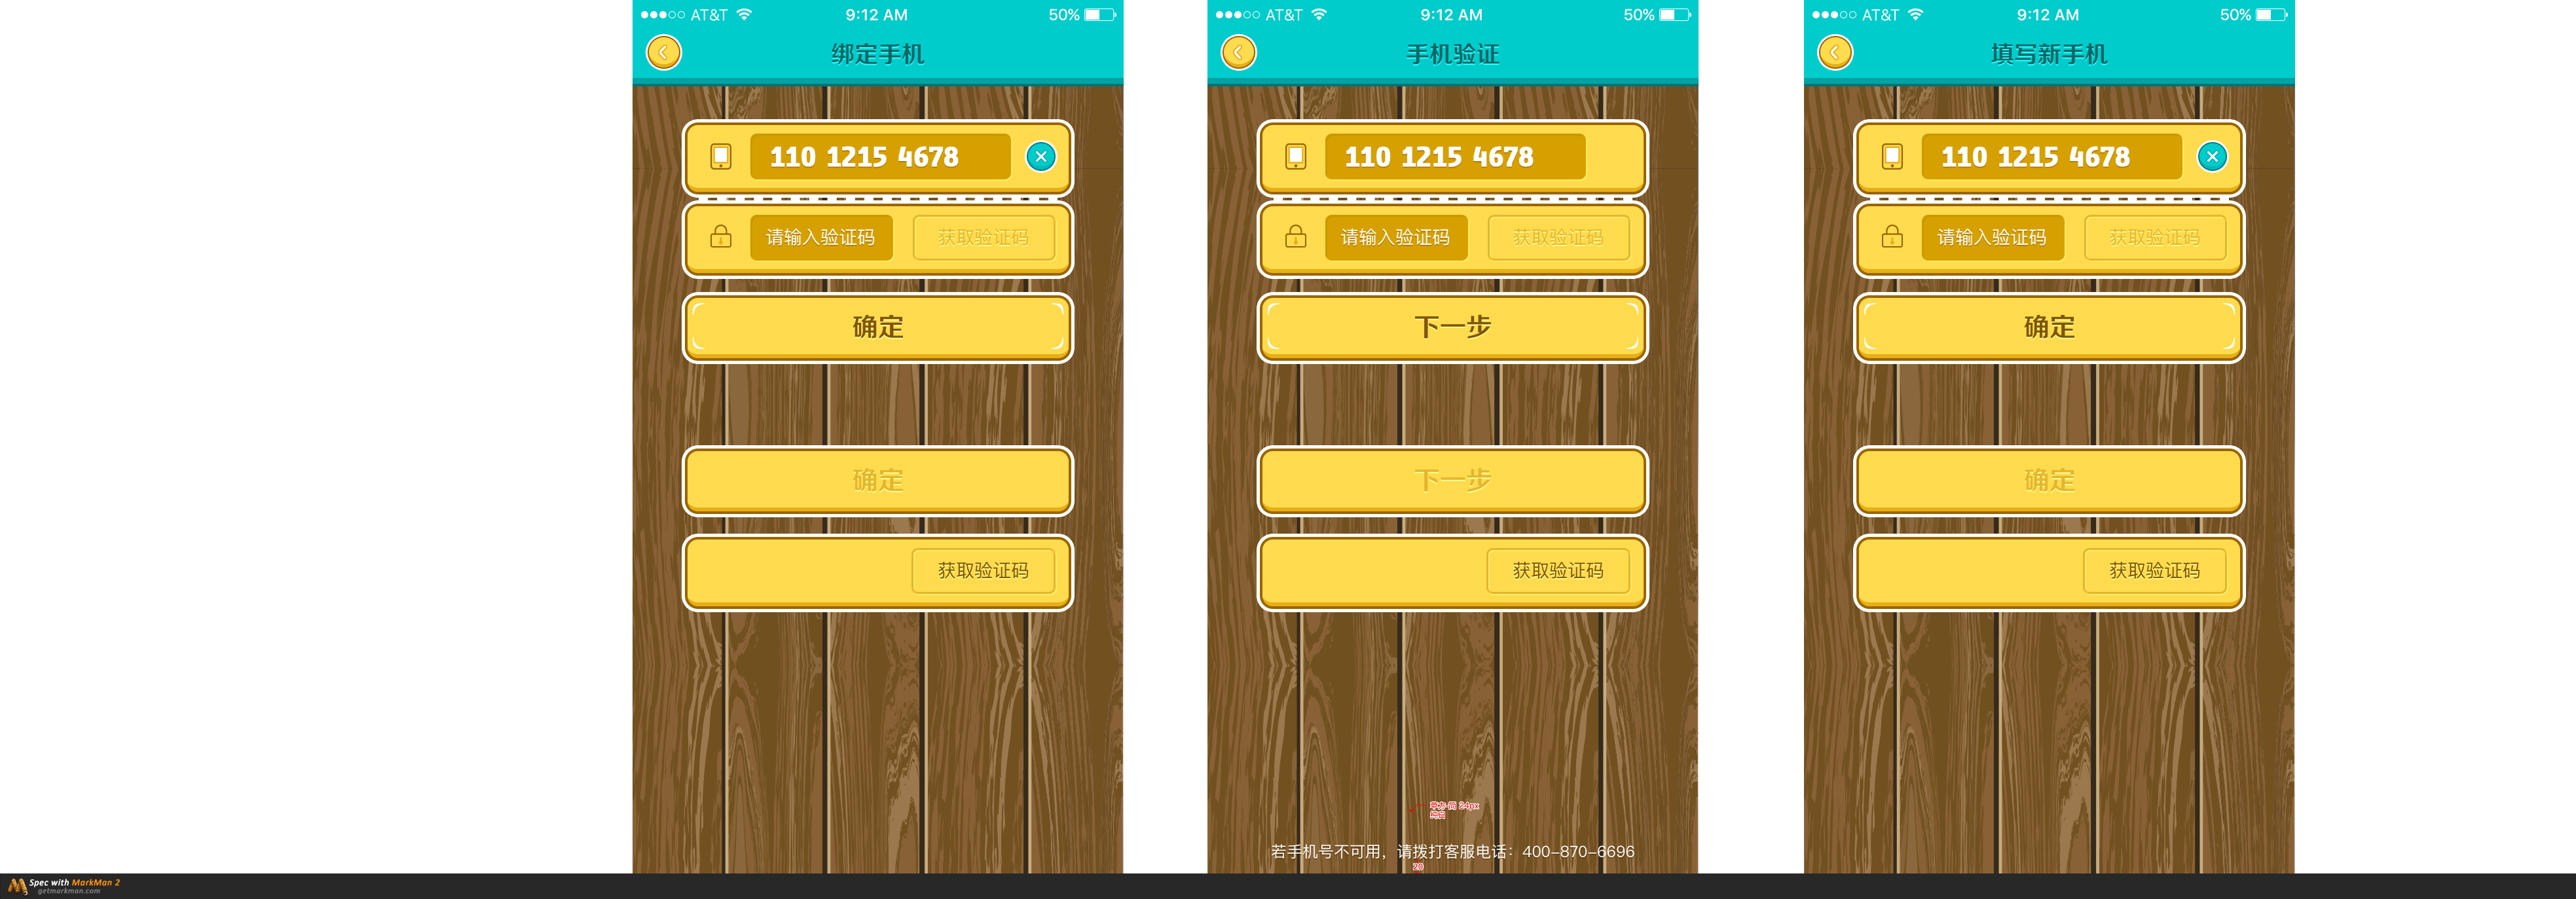 AT&T 9:12 AM 50%
绑定手机
110 1215 4678
请输入验证码 获取验证码
确定
确定
获取验证码
AT&T 9:12 AM 50%
手机验证
110 1215 4678
请输入验证码 获取验证码
下一步
下一步
获取验证码
24px
若手机号不可用，请拨打客服电话：400-870-6696
28
AT&T 9:12 AM 50%
填写新手机
110 1215 4678
请输入验证码 获取验证码
确定
确定
获取验证码
Spec with MarkMan 2
getmarkman.com